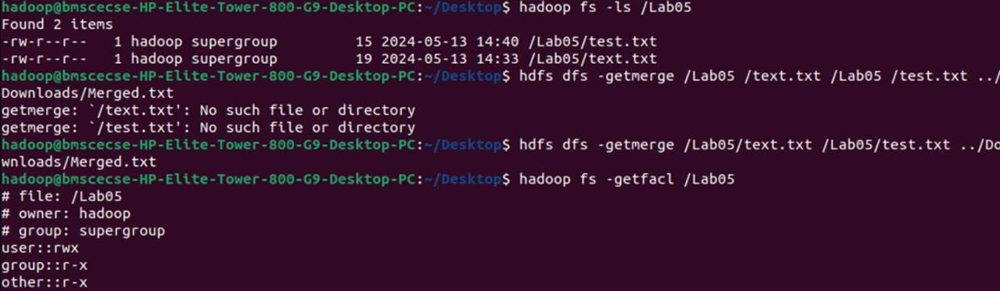 hadoop@bmscecse-HP-Elite-Tower-800-G9-Desktop-PC:~/Desktop$ hadoop fs -ls /Lab05
Found 2 items
-rw-r--r--   1 hadoop supergroup         15 2024-05-13 14:40 /Lab05/test.txt
-rw-r--r--   1 hadoop supergroup         19 2024-05-13 14:33 /Lab05/text.txt
hadoop@bmscecse-HP-Elite-Tower-800-G9-Desktop-PC:~/Desktop$ hdfs dfs -getmerge /Lab05 /text.txt /Lab05 /test.txt ../
Downloads/Merged.txt
getmerge: `/text.txt': No such file or directory
getmerge: `/test.txt': No such file or directory
hadoop@bmscecse-HP-Elite-Tower-800-G9-Desktop-PC:~/Desktop$ hdfs dfs -getmerge /Lab05/text.txt /Lab05/test.txt ../Do
wnloads/Merged.txt
hadoop@bmscecse-HP-Elite-Tower-800-G9-Desktop-PC:~/Desktop$ hadoop fs -getfacl /Lab05
# file: /Lab05
# owner: hadoop
# group: supergroup
user::rwx
group::r-x
other::r-x